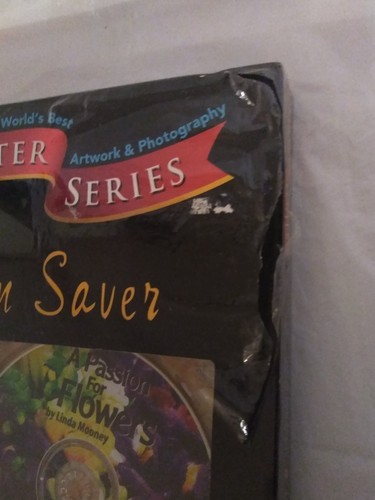 World's Best
Artwork & Photography
TER
SERIES
n Saver
A Passion
For
Flowers
by Linda Mooney